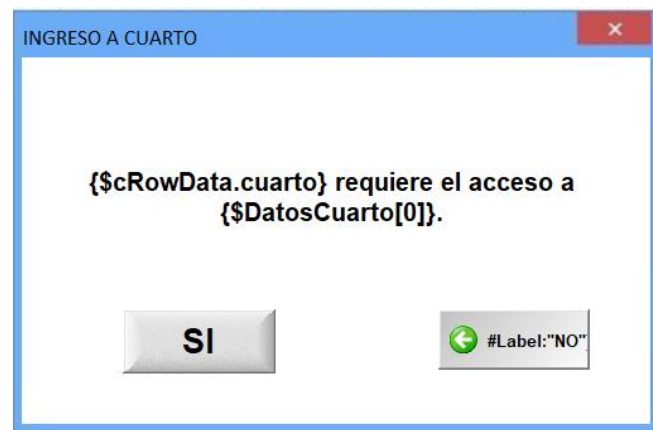 INGRESO A CUARTO
{$cRowData.cuarto} requiere el acceso a
{$DatosCuarto[0]}.
SI
#Label:"NO"